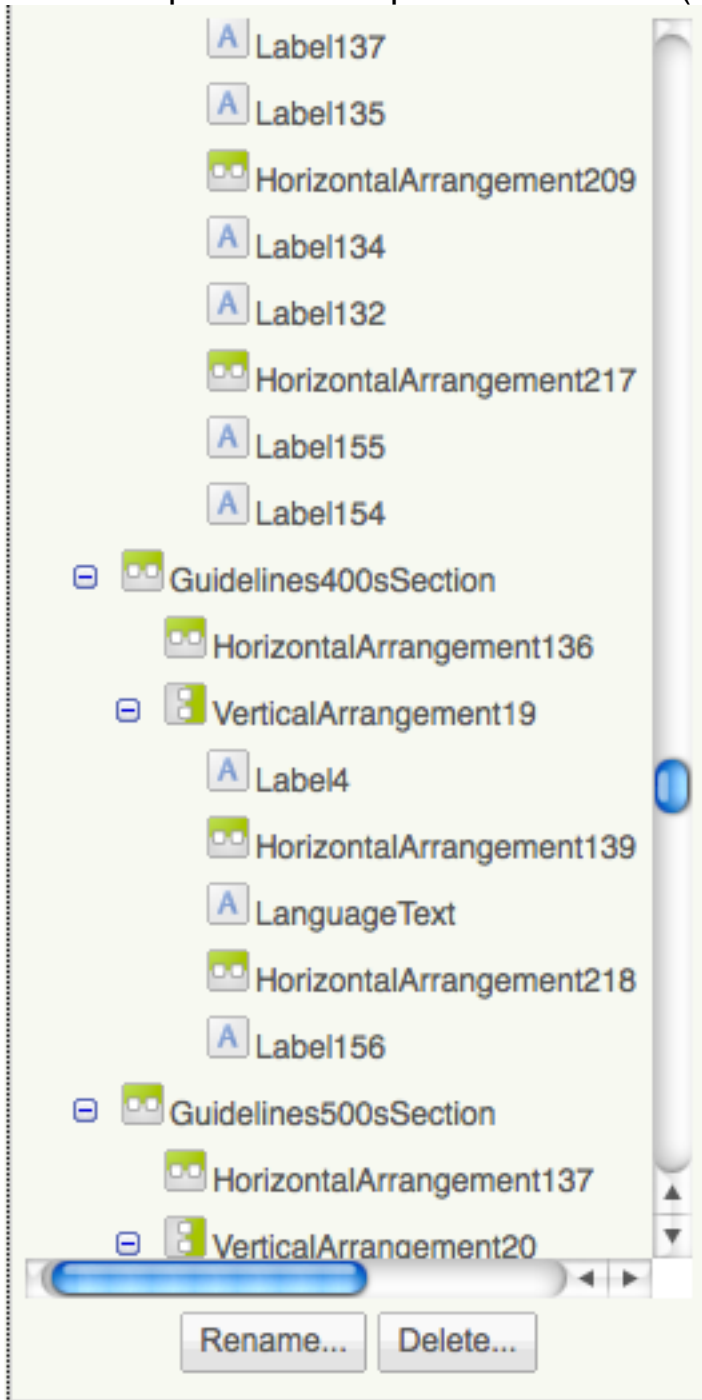 Label137
Label135
HorizontalArrangement209
Label134
Label132
HorizontalArrangement217
Label155
Label154
Guidelines400sSection
HorizontalArrangement136
VerticalArrangement19
Label4
HorizontalArrangement139
LanguageText
HorizontalArrangement218
Label156
Guidelines500sSection
HorizontalArrangement137
VerticalArrangement20
Rename... Delete...